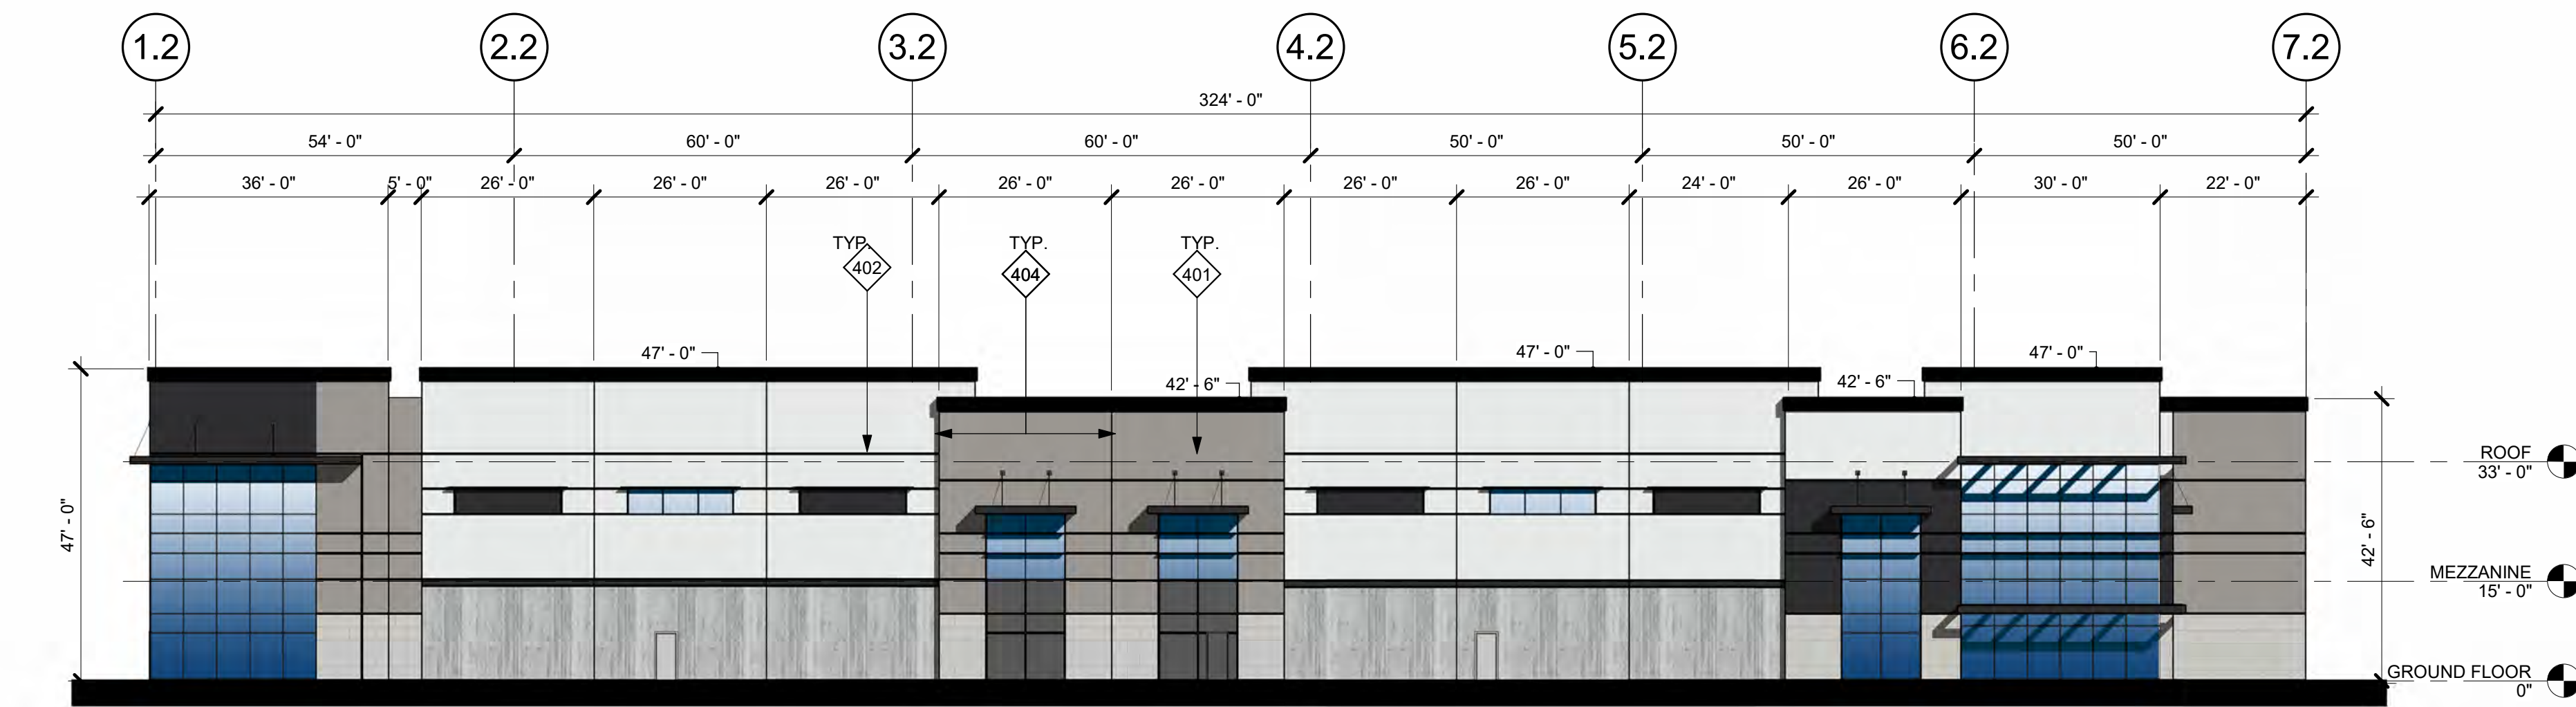 1.2 2.2 3.2 4.2 5.2 6.2 7.2
324' - 0"
54' - 0" 60' - 0" 60' - 0" 50' - 0" 50' - 0" 50' - 0"
36' - 0" 5' - 0" 26' - 0" 26' - 0" 26' - 0" 26' - 0" 26' - 0" 26' - 0" 26' - 0" 24' - 0" 26' - 0" 30' - 0" 22' - 0"
TYP. TYP. TYP.
402 404 401
47' - 0" 47' - 0" 47' - 0"
42' - 6" 42' - 6"
ROOF
33' - 0"
47' - 0" 42' - 6"
MEZZANINE
15' - 0"
GROUND FLOOR
0"